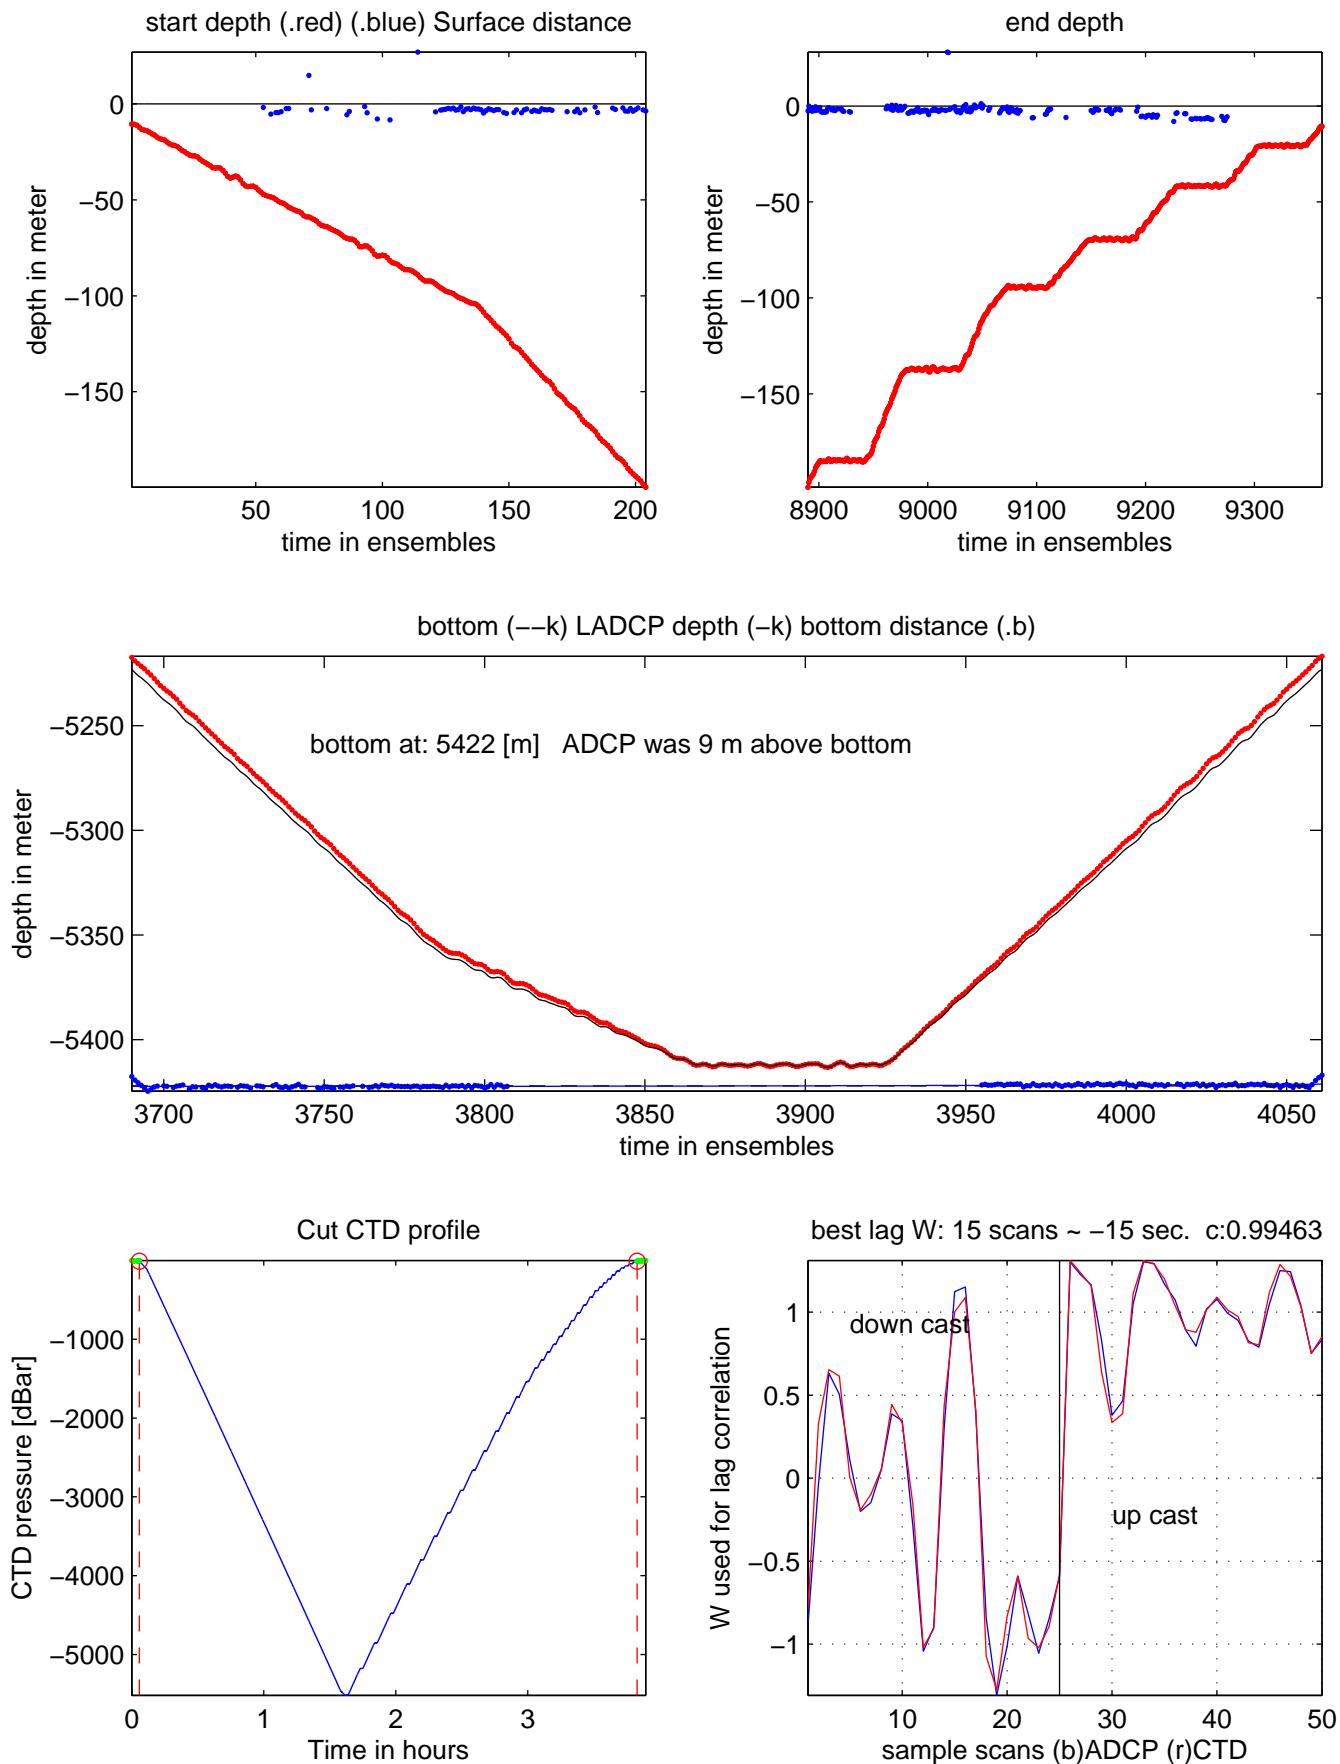 start depth (.red) (.blue) Surface distance
0
−50
−100
−150
depth in meter
50 100 150 200
time in ensembles
end depth
0
−50
−100
−150
depth in meter
8900 9000 9100 9200 9300
time in ensembles
bottom (−−k) LADCP depth (−k) bottom distance (.b)
bottom at: 5422 [m] ADCP was 9 m above bottom
−5250
−5300
−5350
−5400
depth in meter
3700 3750 3800 3850 3900 3950 4000 4050
time in ensembles
Cut CTD profile
−1000
−2000
−3000
−4000
−5000
CTD pressure [dBar]
0 1 2 3
Time in hours
best lag W: 15 scans ~ −15 sec. c:0.99463
down cast
up cast
1
0.5
0
−0.5
−1
W used for lag correlation
10 20 30 40 50
sample scans (b)ADCP (r)CTD